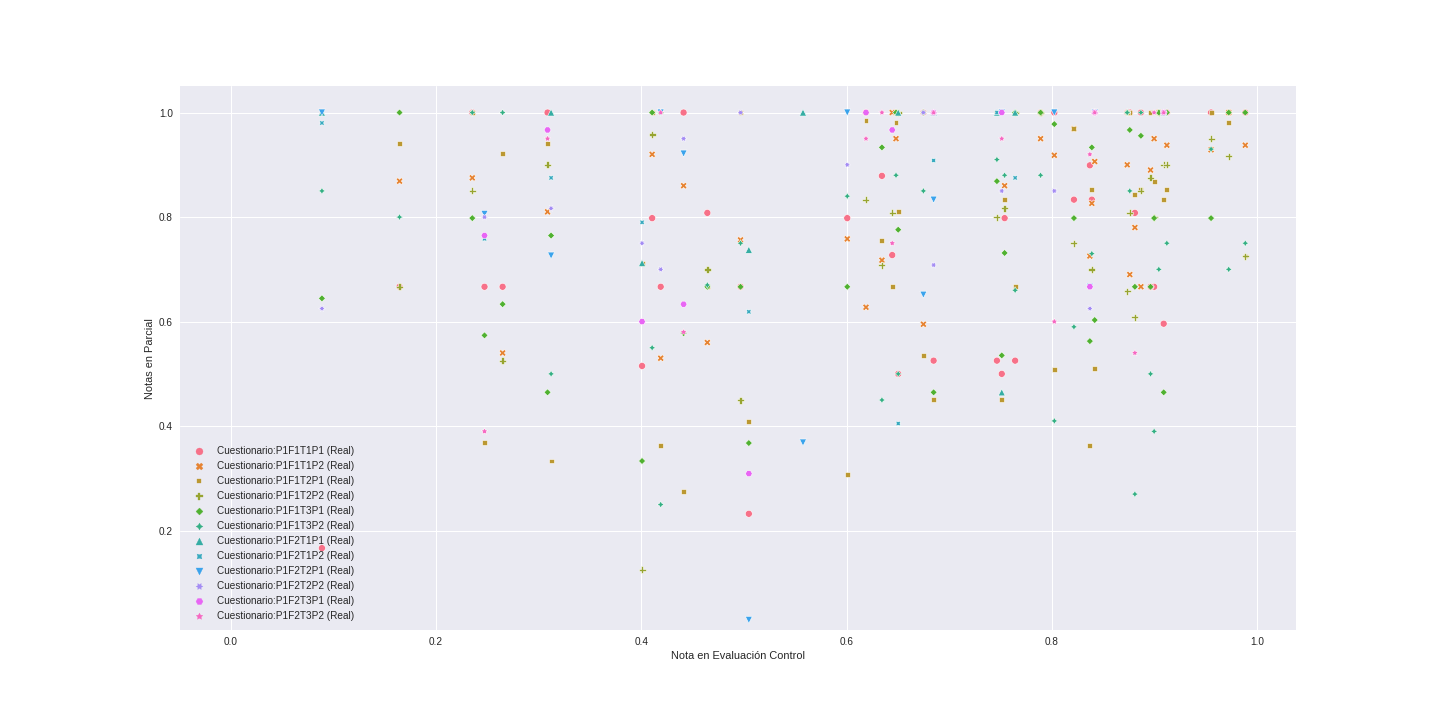 1.0
0.8
0.6
0.4
0.2
Notas en Parcial
Cuestionario:P1F1T1P1 (Real)
Cuestionario:P1F1T1P2 (Real)
Cuestionario:P1F1T2P1 (Real)
Cuestionario:P1F1T2P2 (Real)
Cuestionario:P1F1T3P1 (Real)
Cuestionario:P1F1T3P2 (Real)
Cuestionario:P1F2T1P1 (Real)
Cuestionario:P1F2T1P2 (Real)
Cuestionario:P1F2T2P1 (Real)
Cuestionario:P1F2T2P2 (Real)
Cuestionario:P1F2T3P1 (Real)
Cuestionario:P1F2T3P2 (Real)
0.0 0.2 0.4 0.6 0.8 1.0
Nota en Evaluación Control